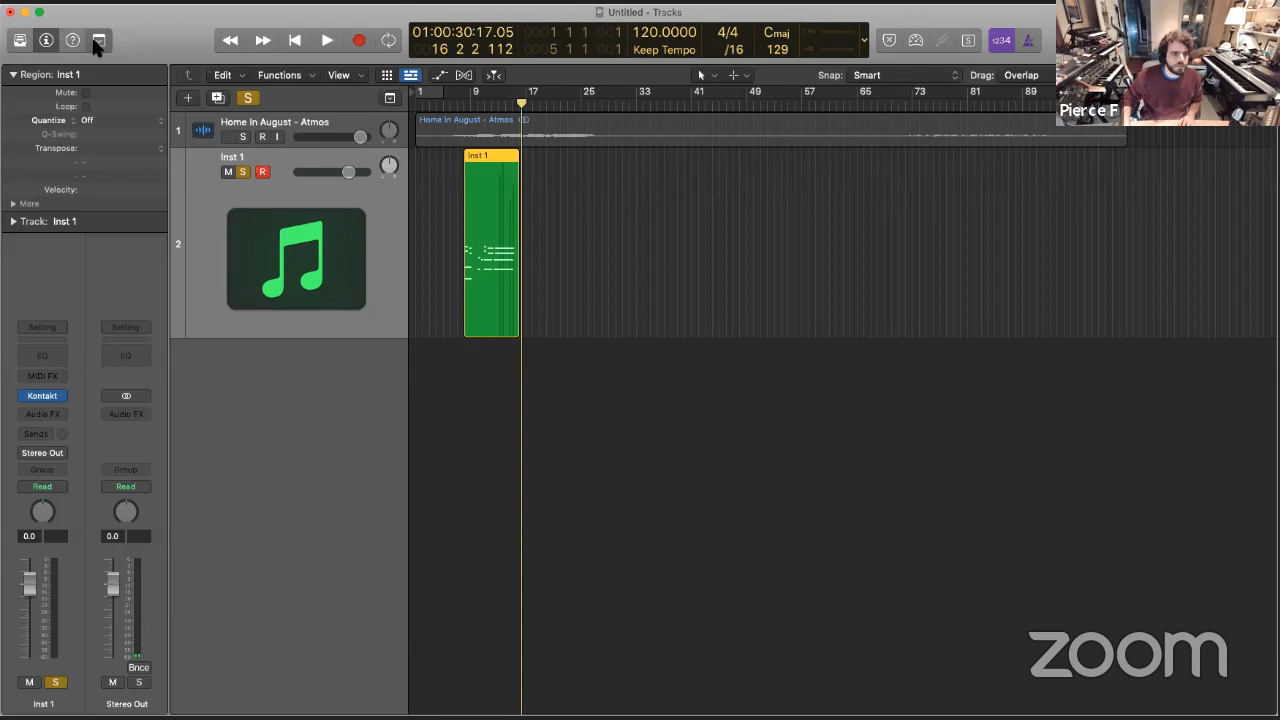 Untitled - Tracks
01:00:30:17.05
1 1 1 1
120.0000
4/4
Cmaj
16 2 2 112
5 1 1 1
Keep Tempo
/16
129
1234
Region: Inst 1
Edit
Functions
View
Snap: Smart
Drag: Overlap
Mute:
Loop:
Quantize Off
Q-Swing:
Transpose:
Velocity:
More
Track: Inst 1
S
1 9 17 25 31 41 49 57 65 73 81 89
1
Home In August - Atmos
S R I
L R
Home In August - Atmos
2
Inst 1
M S R
L R
Inst 1
Setting
Setting
EQ
EQ
MIDI FX
Kontakt
Audio FX
Audio FX
Sends
Stereo Out
Group
Group
Read
Read
0.0
0.0
Bnce
M S
M S
Inst 1
Stereo Out
Pierce F
zoom